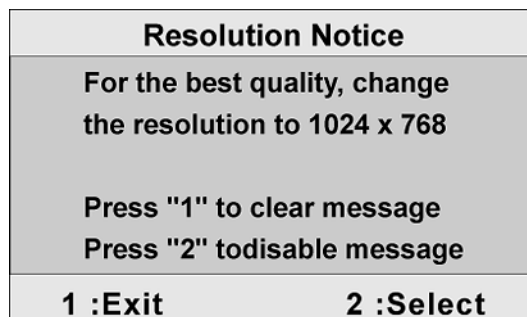 Resolution Notice
For the best quality, change
the resolution to 1024 x 768
Press "1" to clear message
Press "2" todisable message
1 :Exit 2 :Select